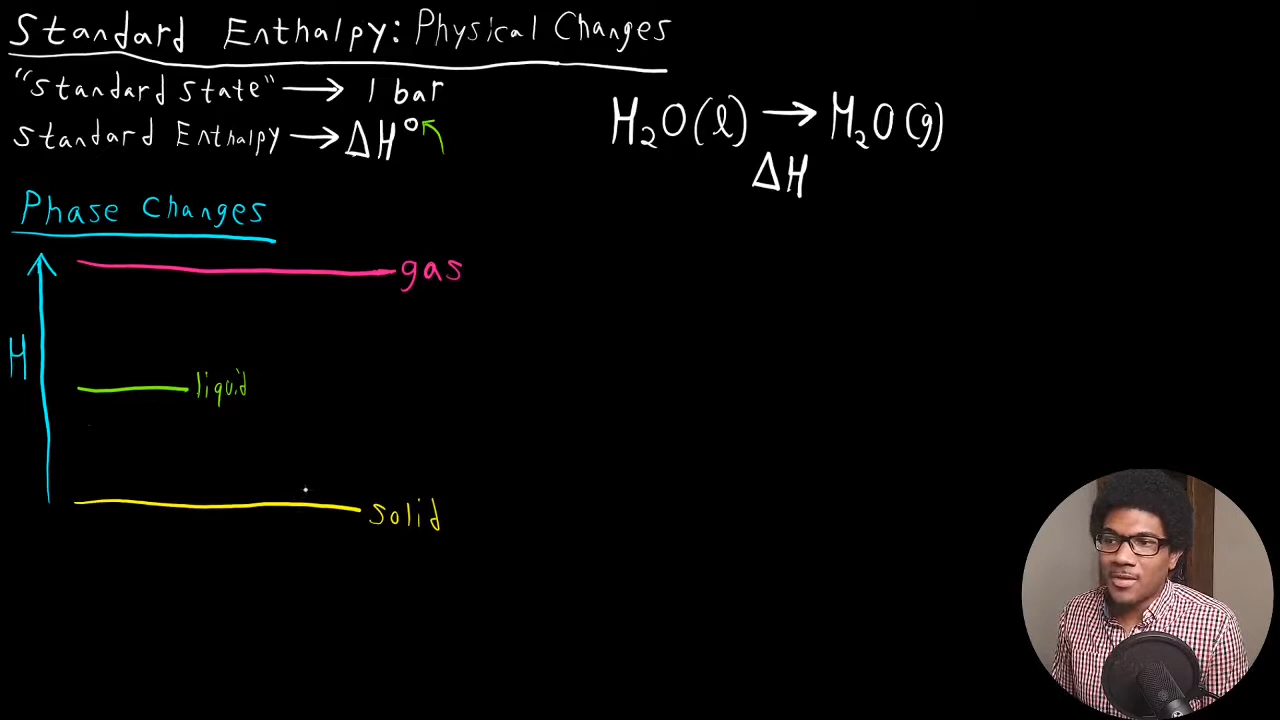 Standard Enthalpy: Physical Changes
"Standard State" → 1 bar
Standard Enthalpy → ΔH°
H₂O(l) → H₂O(g)
ΔH
Phase Changes
gas
H
liquid
solid